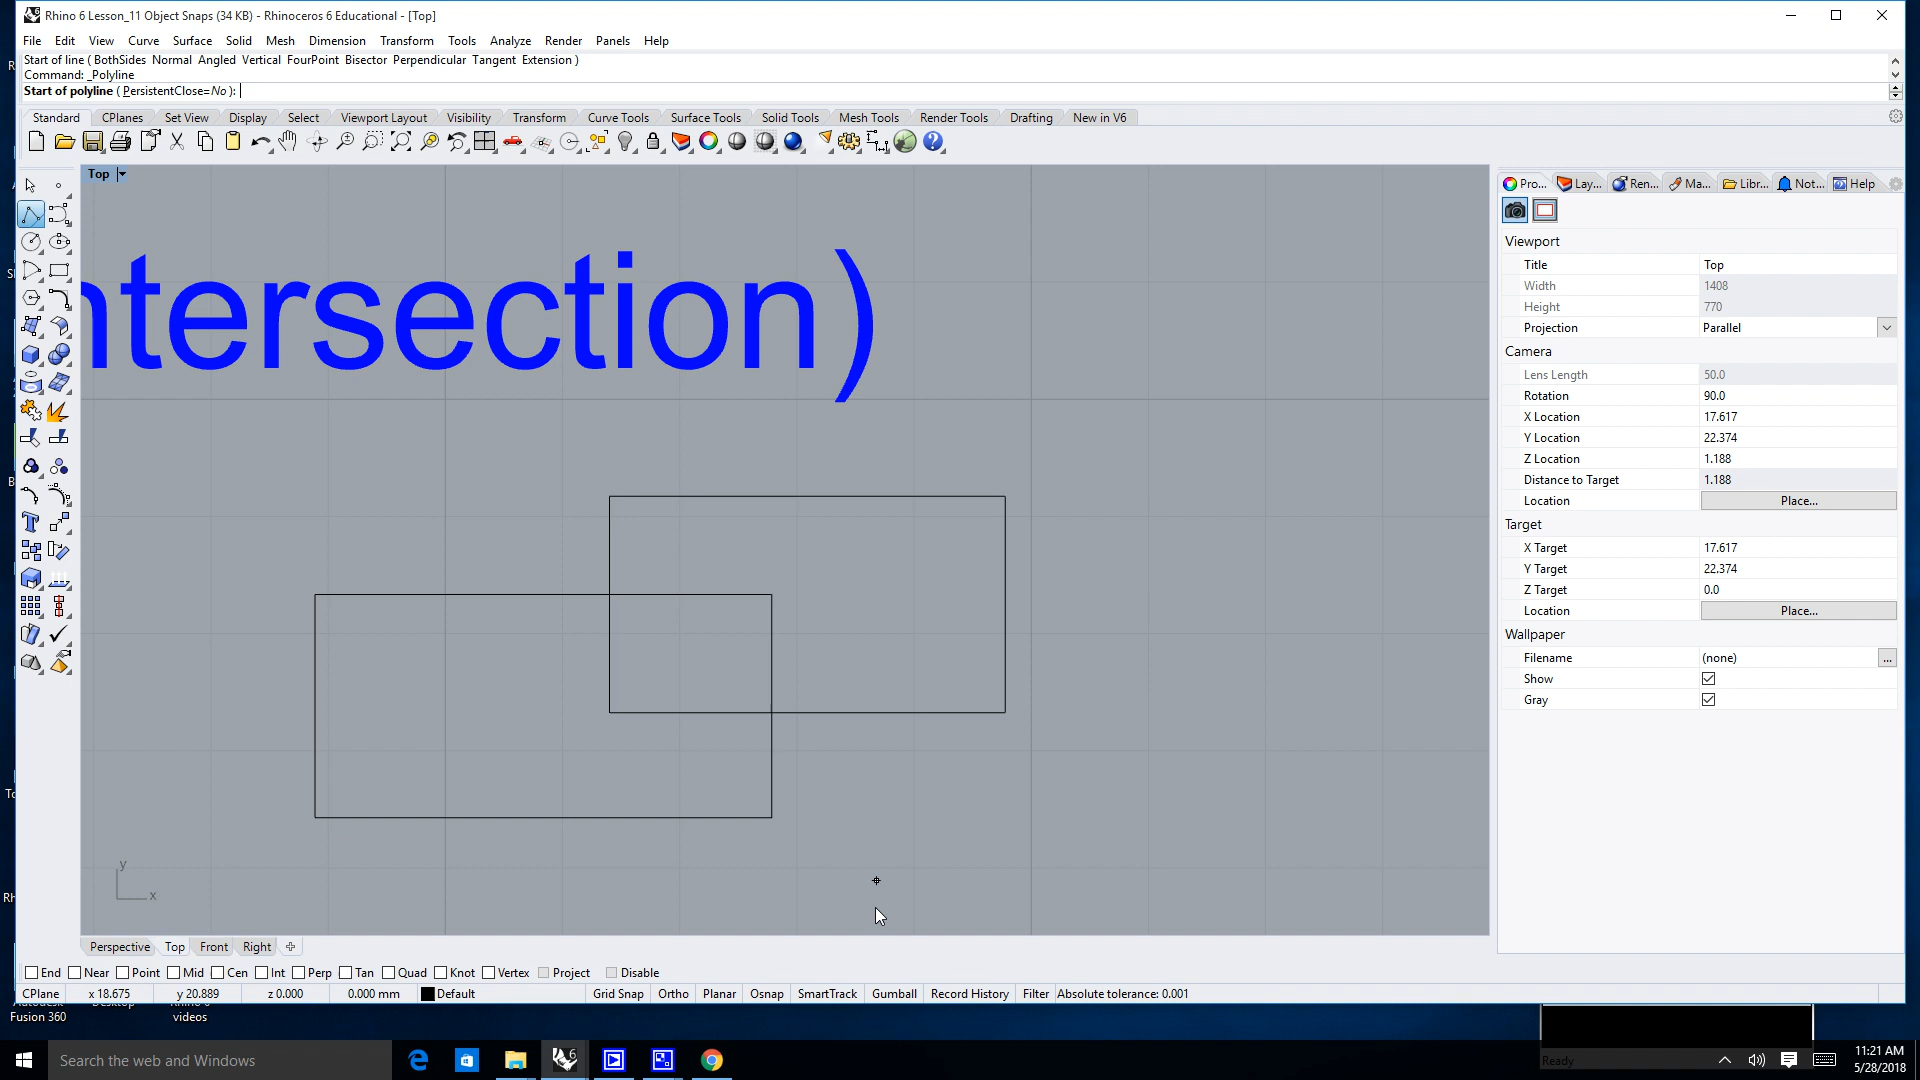 Rhino 6 Lesson_11 Object Snaps (34 KB) - Rhinoceros 6 Educational - [Top]
File Edit View Curve Surface Solid Mesh Dimension Transform Tools Analyze Render Panels Help
Start of line ( BothSides Normal Angled Vertical FourPoint Bisector Perpendicular Tangent Extension )
Command: _Polyline
Start of polyline ( PersistentClose=No ):
Standard CPlanes Set View Display Select Viewport Layout Visibility Transform Curve Tools Surface Tools Solid Tools Mesh Tools Render Tools Drafting New in V6
Top
Pro... Lay... Ren... Ma... Libr... Not... Help
ntersection)
Viewport
Title Top
Width 1408
Height 770
Projection Parallel
Camera
Lens Length 50.0
Rotation 90.0
X Location 17.617
Y Location 22.374
Z Location 1.188
Distance to Target 1.188
Location Place...
Target
X Target 17.617
Y Target 22.374
Z Target 0.0
Location Place...
Wallpaper
Filename (none) ...
Show
Gray
y
x
Perspective Top Front Right
End Near Point Mid Cen Int Perp Tan Quad Knot Vertex Project Disable
CPlane x 18.675 y 20.889 z 0.000 0.000 mm Default Grid Snap Ortho Planar Osnap SmartTrack Gumball Record History Filter Absolute tolerance: 0.001
Fusion 360
videos
Ready
Search the web and Windows
11:21 AM
5/28/2018